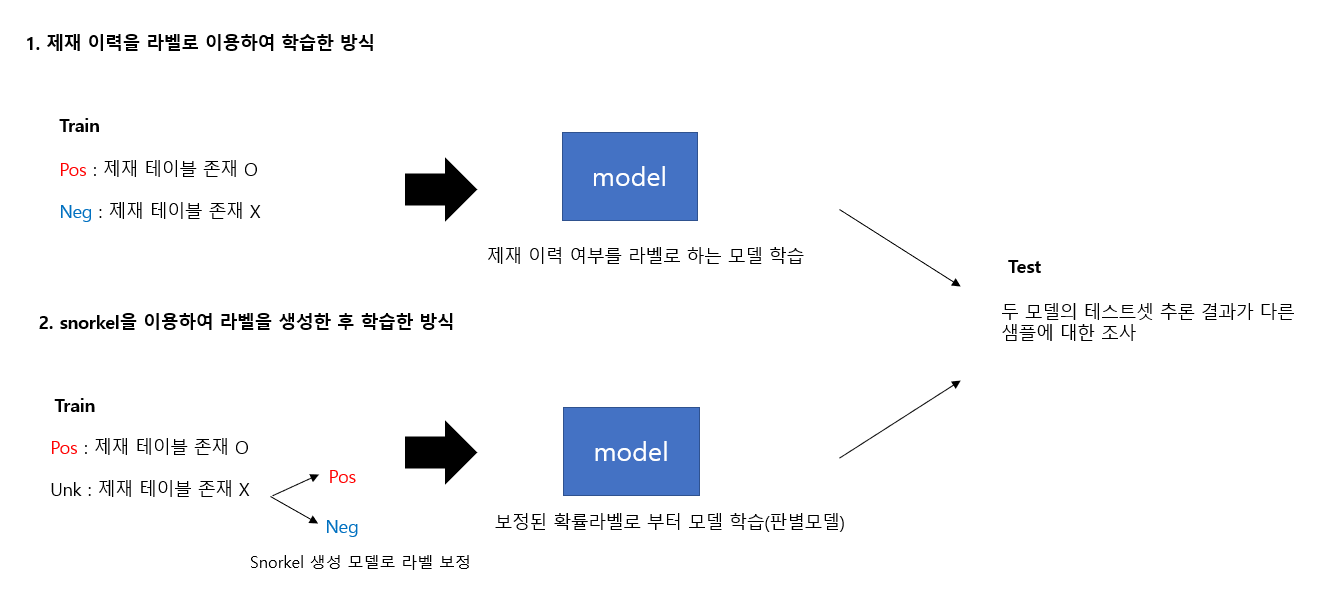 1. 제재 이력을 라벨로 이용하여 학습한 방식
Train
Pos : 제재 테이블 존재 O
Neg : 제재 테이블 존재 X
model
제재 이력 여부를 라벨로 하는 모델 학습
2. snorkel을 이용하여 라벨을 생성한 후 학습한 방식
Train
Pos : 제재 테이블 존재 O
Unk : 제재 테이블 존재 X
Pos
Neg
Snorkel 생성 모델로 라벨 보정
model
보정된 확률라벨로 부터 모델 학습(판별모델)
Test
두 모델의 테스트셋 추론 결과가 다른
샘플에 대한 조사